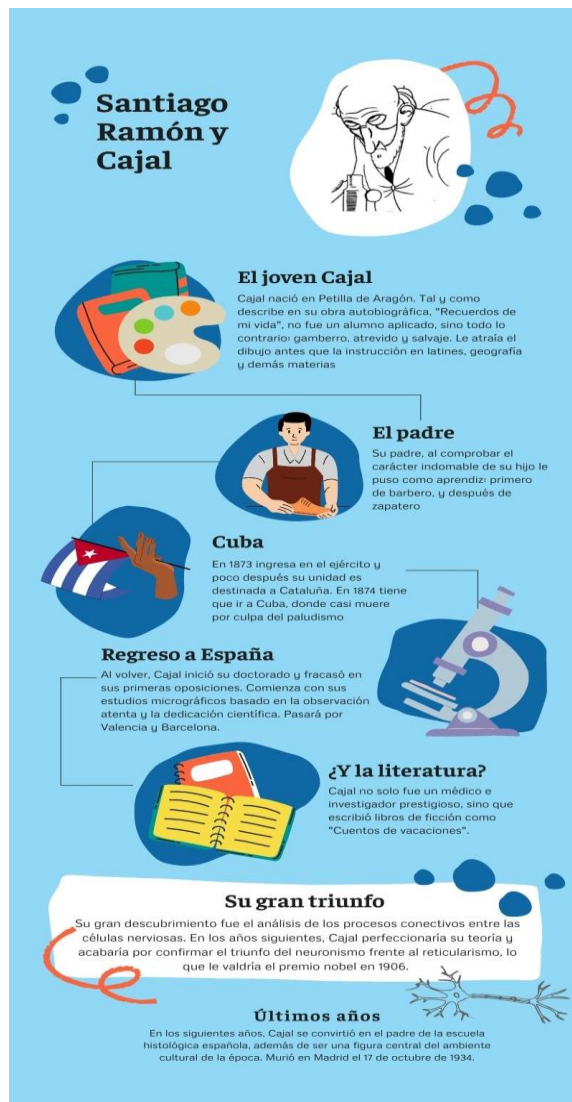 Santiago
Ramón y
Cajal
El joven Cajal
Cajal nació en Petilla de Aragón. Tal y como
describe en su obra autobiográfica, "Recuerdos de
mi vida", no fue un alumno aplicado, sino todo lo
contrario: gamberro, atrevido y salvaje. Le atraía el
dibujo antes que la instrucción en latines, geografía
y demás materias
El padre
Su padre, al comprobar el
carácter indomable de su hijo le
puso como aprendiz: primero
de barbero, y después de
zapatero
Cuba
En 1873 ingresa en el ejército y
poco después su unidad es
destinada a Cataluña. En 1874 tiene
que ir a Cuba, donde casi muere
por culpa del paludismo
Regreso a España
Al volver, Cajal inició su doctorado y fracasó en
sus primeras oposiciones. Comienza con sus
estudios micrográficos basado en la observación
atenta y la dedicación científica. Pasará por
Valencia y Barcelona.
¿Y la literatura?
Cajal no solo fue un médico e
investigador prestigioso, sino que
escribió libros de ficción como
"Cuentos de vacaciones".
Su gran triunfo
Su gran descubrimiento fue el análisis de los procesos conectivos entre las
células nerviosas. En los años siguientes, Cajal perfeccionaría su teoría y
acabaría por confirmar el triunfo del neuronismo frente al reticularismo, lo
que le valdría el premio nobel en 1906.
Últimos años
En los siguientes años, Cajal se convirtió en el padre de la escuela
histológica española, además de ser una figura central del ambiente
cultural de la época. Murió en Madrid el 17 de octubre de 1934.